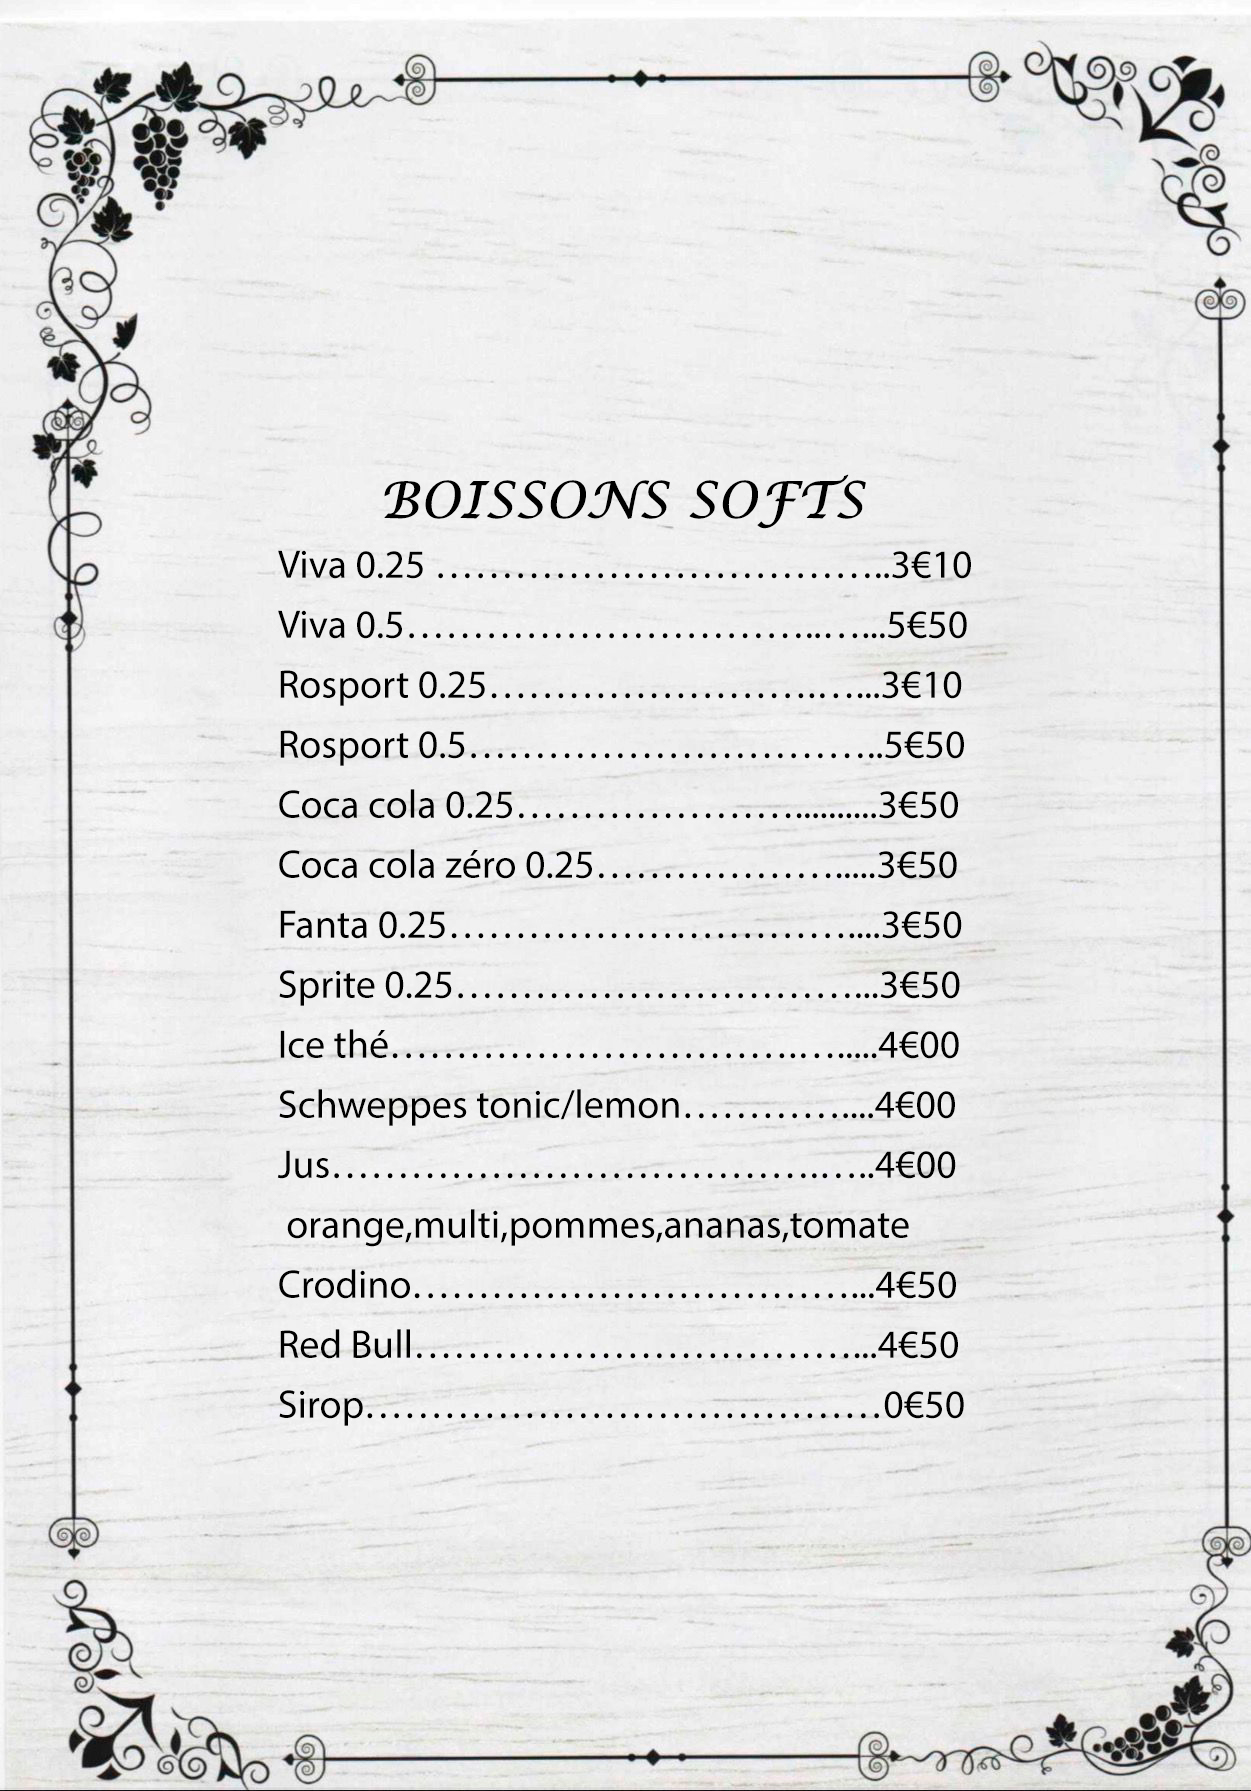 BOISSONS SOFTS
Viva 0.25 ……………………………..3€10
Viva 0.5…………………………..…...5€50
Rosport 0.25…………………….…...3€10
Rosport 0.5…………………………..5€50
Coca cola 0.25…………………..........3€50
Coca cola zéro 0.25……………….....3€50
Fanta 0.25…………………………....3€50
Sprite 0.25…………………………...3€50
Ice thé………………………….….....4€00
Schweppes tonic/lemon…………....4€00
Jus……………………………….…..4€00
orange,multi,pommes,ananas,tomate
Crodino……………………………...4€50
Red Bull……………………………...4€50
Sirop…………………………………0€50